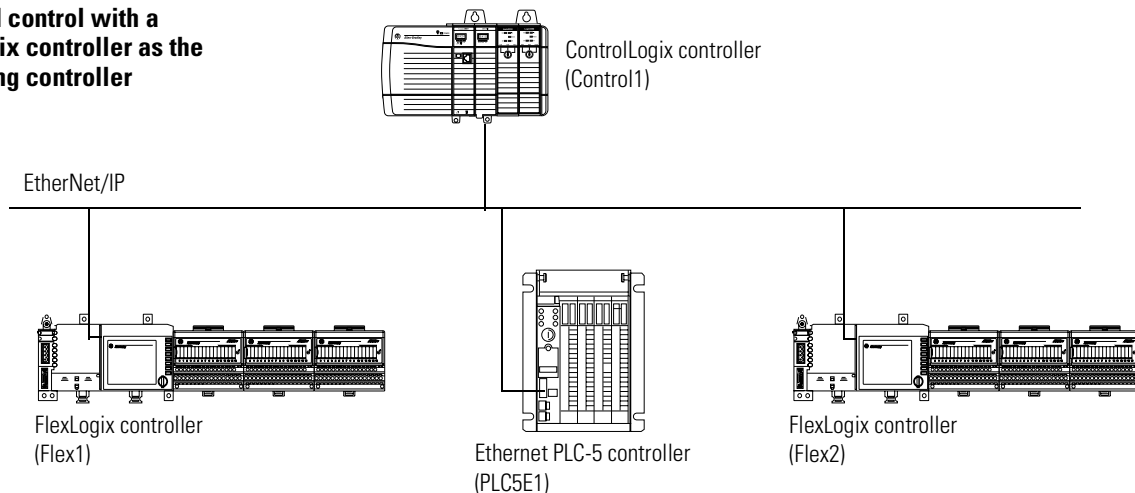 l control with a
ix controller as the
ng controller
ControlLogix controller
(Control1)
EtherNet/IP
FlexLogix controller
(Flex1)
Ethernet PLC-5 controller
(PLC5E1)
FlexLogix controller
(Flex2)